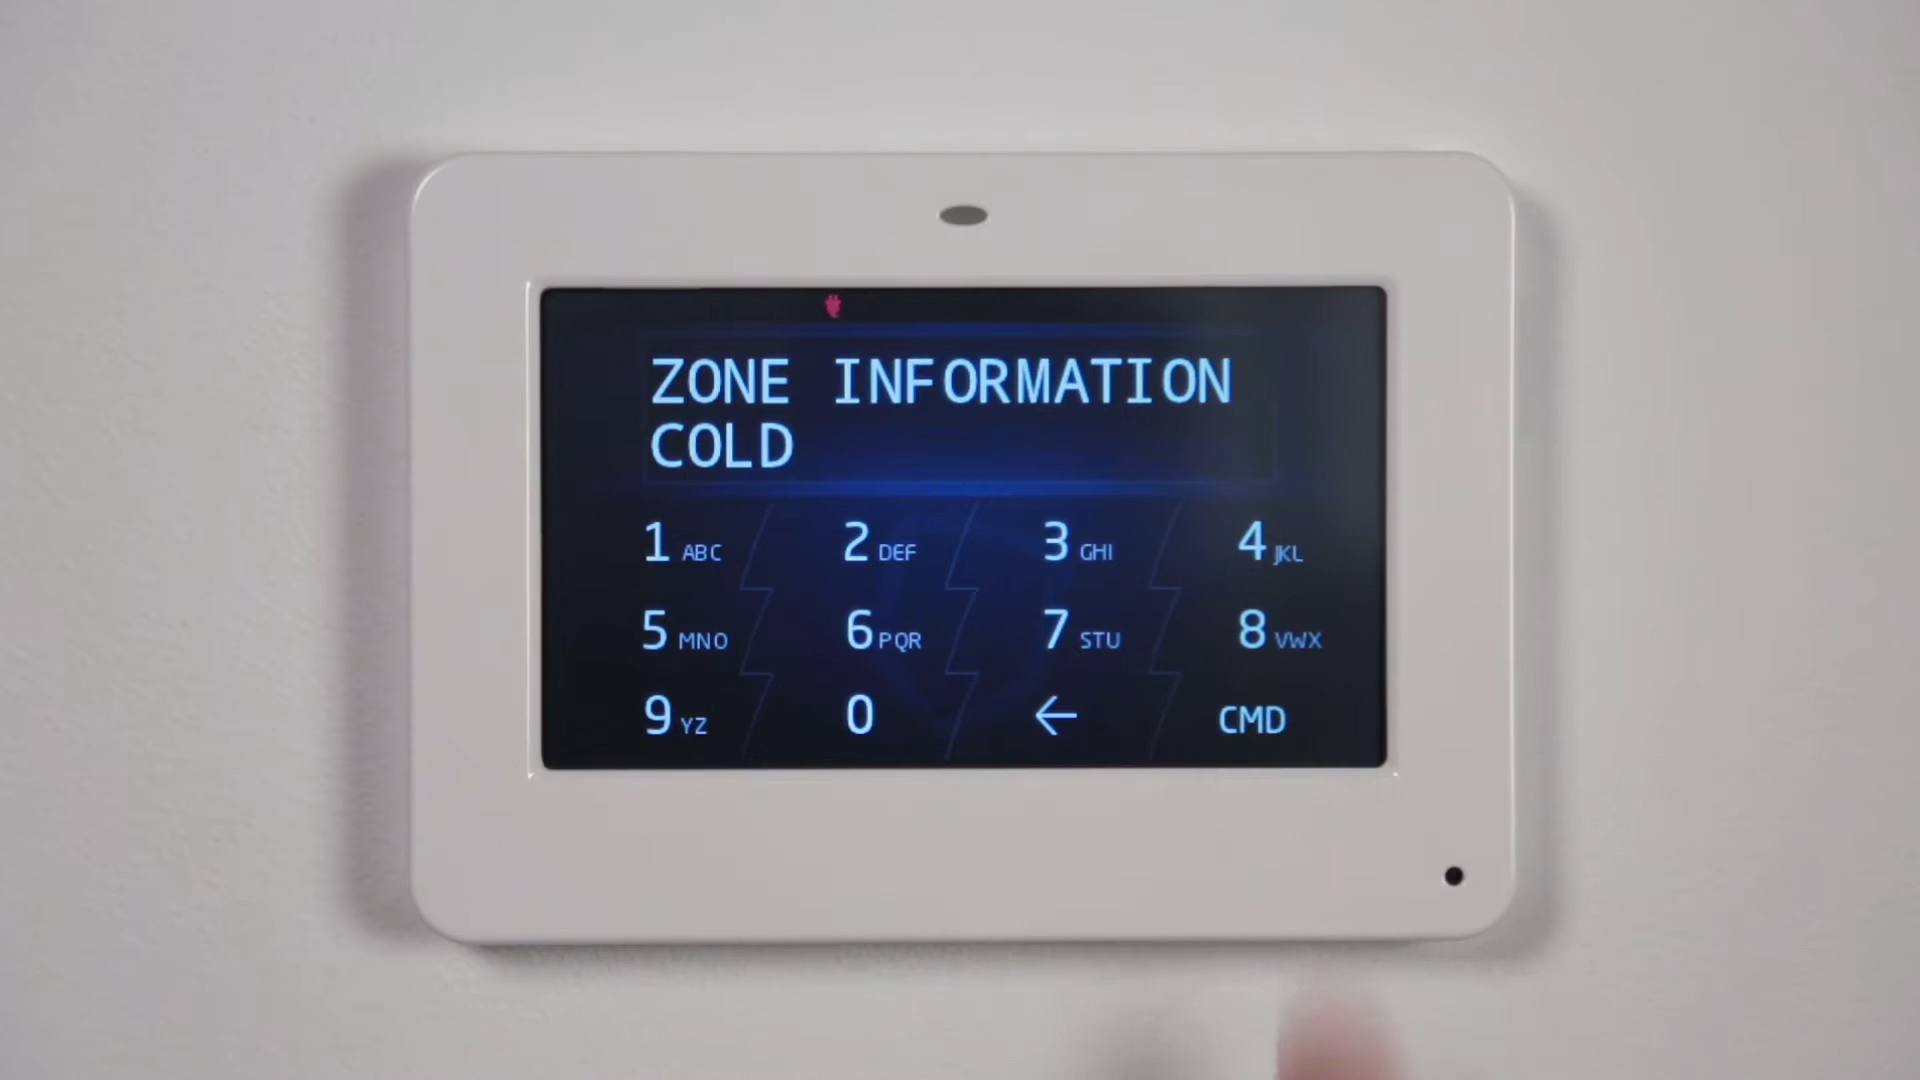 ZONE INFORMATION
COLD
1 ABC 2 DEF 3 GHI 4 JKL
5 MNO 6 PQR 7 STU 8 VWX
9 YZ 0 ← CMD